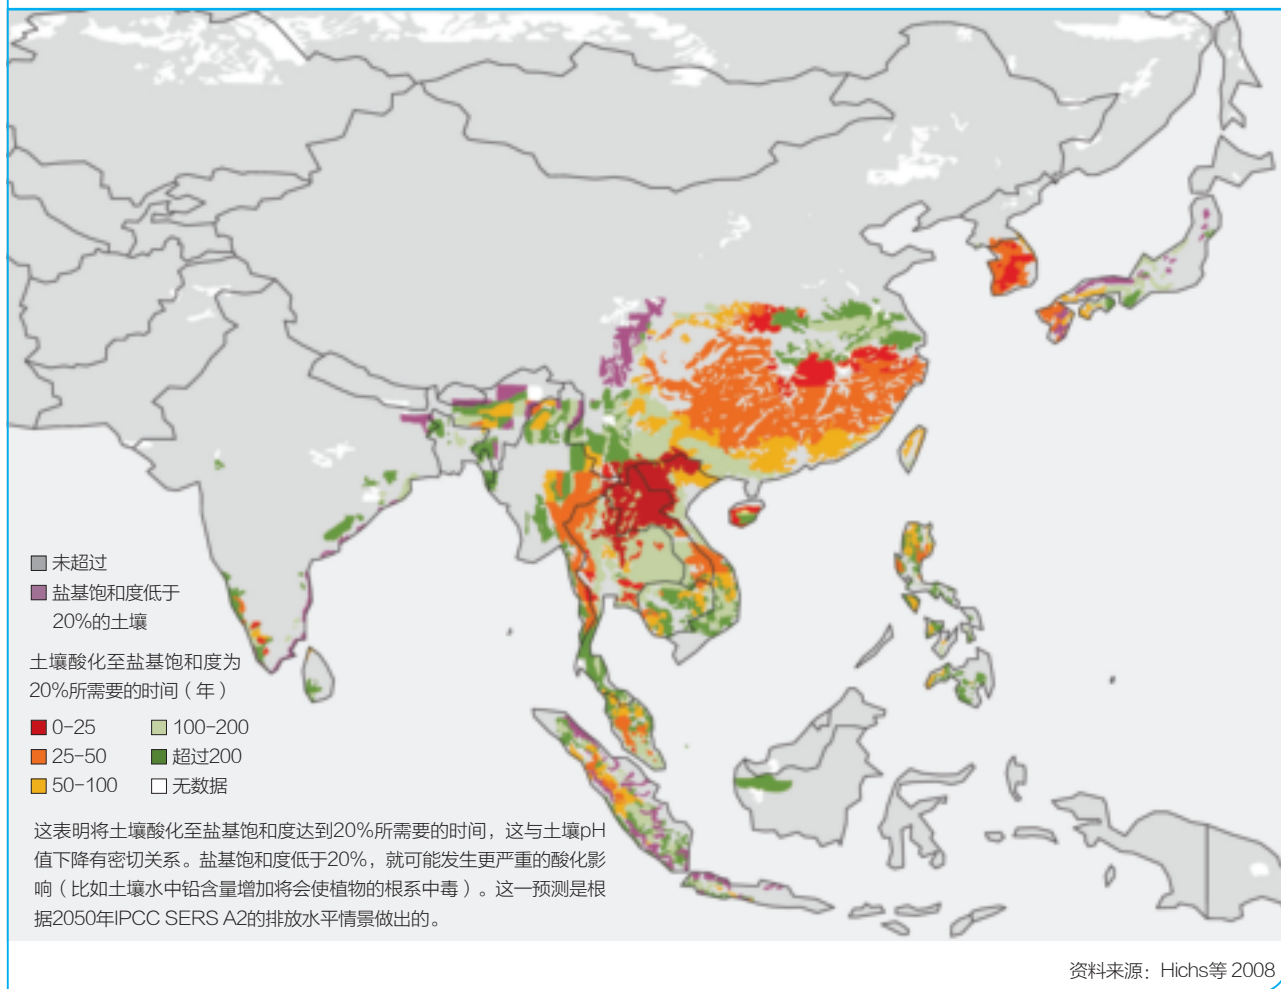 未超过
盐基饱和度低于
20%的土壤
土壤酸化至盐基饱和度为
20%所需要的时间（年）
0-25
100-200
25-50
超过200
50-100
无数据
这表明将土壤酸化至盐基饱和度达到20%所需要的时间，这与土壤pH
值下降有密切关系。盐基饱和度低于20%，就可能发生更严重的酸化影
响（比如土壤水中铅含量增加将会使植物的根系中毒）。这一预测是根
据2050年IPCC SERS A2的排放水平情景做出的。
资料来源：Hichs等 2008